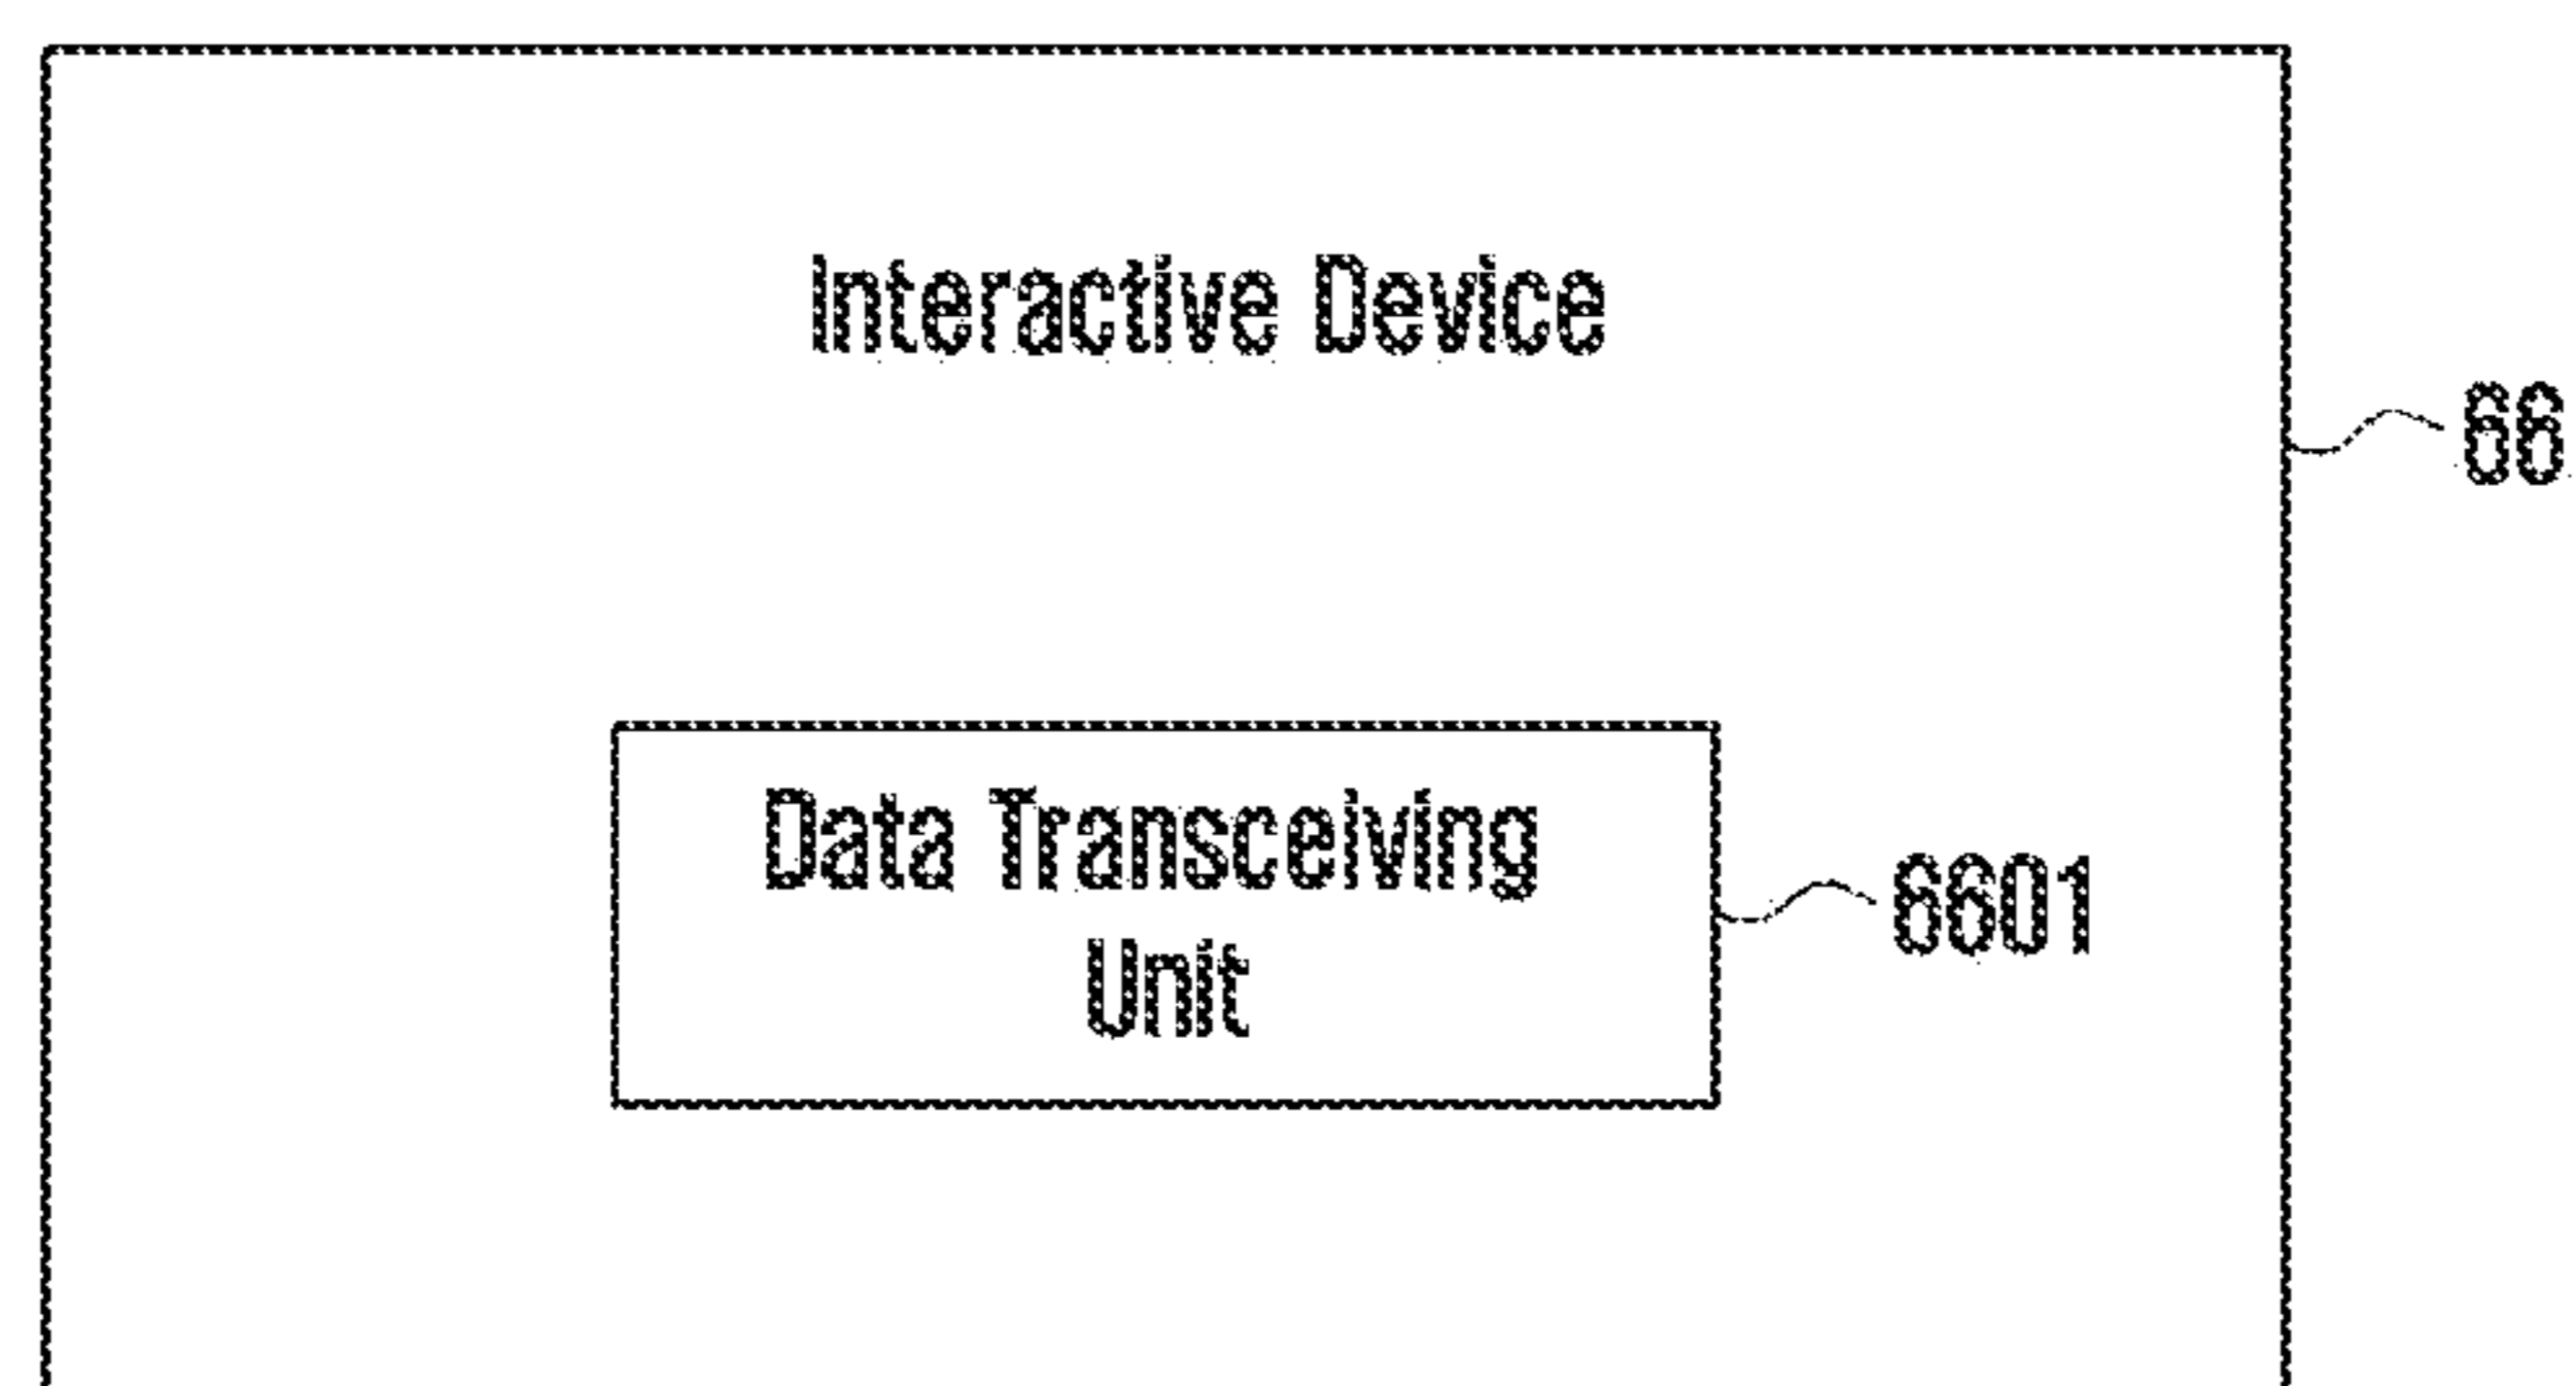 Interactive Device
66
Data Transceiving
Unit
6601